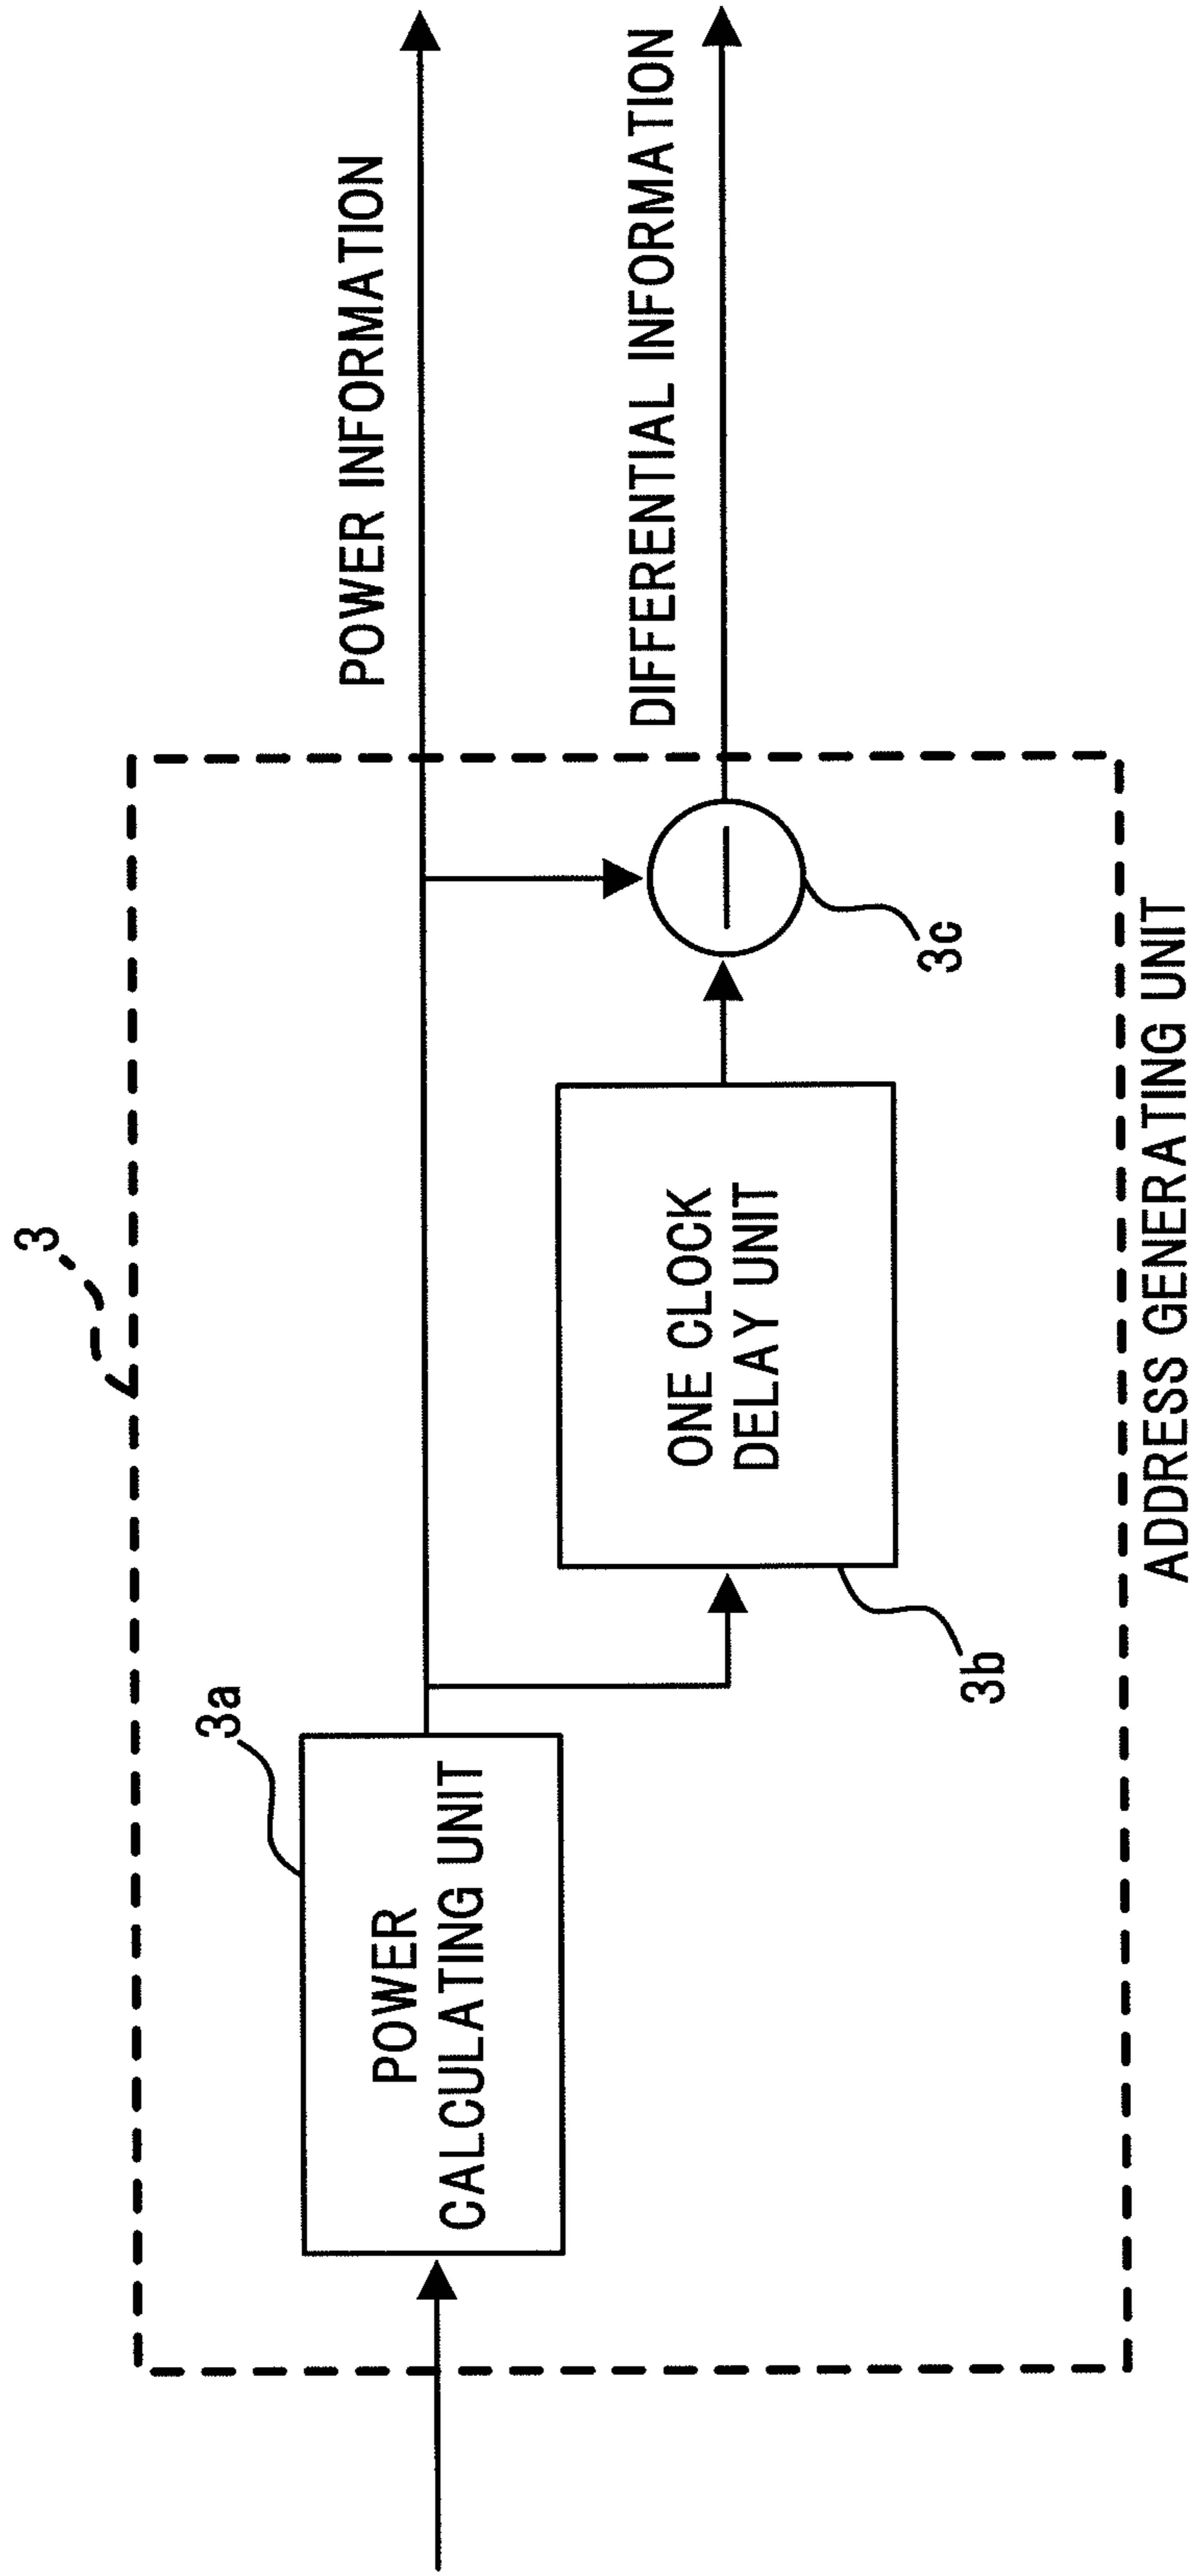 3
3a
POWER
CALCULATING UNIT
3b
ONE CLOCK
DELAY UNIT
3c
POWER INFORMATION
DIFFERENTIAL INFORMATION
ADDRESS GENERATING UNIT